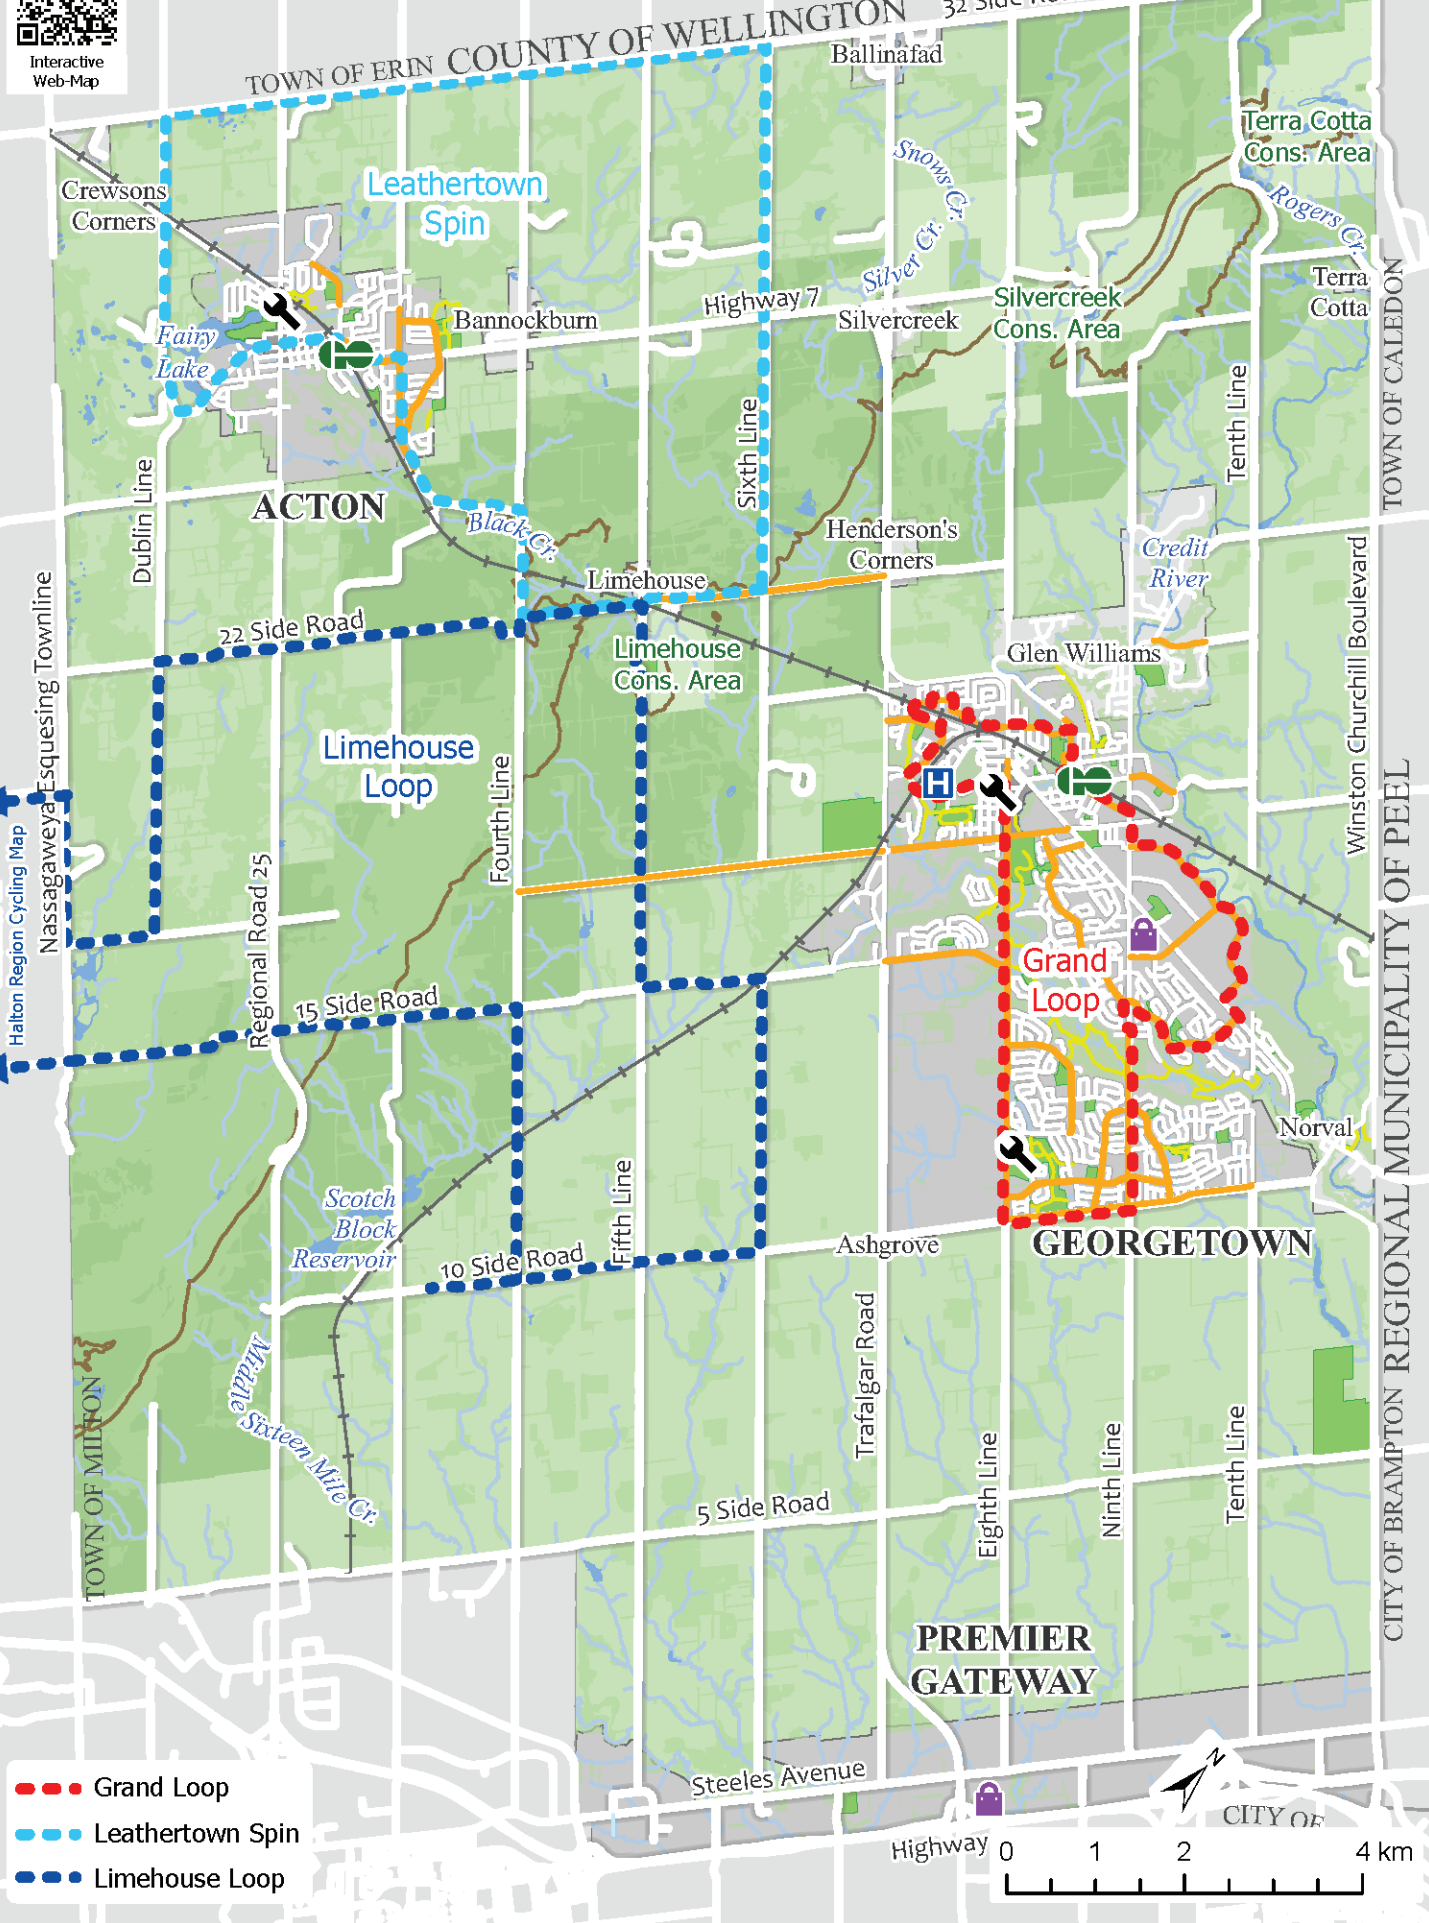 Interactive
Web-Map
TOWN OF ERIN
COUNTY OF WELLINGTON
32 Side
Ballinafad
Terra Cotta
Cons. Area
Snows Cr.
Rogers Cr.
Crewsons
Corners
Leathertown
Spin
Silver Cr.
Terra
Cotta
Highway 7
Silvercreek
Cons. Area
Bannockburn
Silvercreek
Fairy
Lake
TOWN OF CALEDON
Tenth Line
Sixth Line
Dublin Line
ACTON
Black Cr.
Henderson's
Corners
Credit
River
Limehouse
22 Side Road
Limehouse
Cons. Area
Glen Williams
Winston Churchill Boulevard
Nassagaweya Esquesing Townline
Limehouse
Loop
H
Fourth Line
Halton Region Cycling Map
Regional Road 25
REGIONAL MUNICIPALITY OF PEEL
Grand
Loop
15 Side Road
Norval
Scotch
Block
Reservoir
Fifth Line
10 Side Road
Ashgrove
GEORGETOWN
Middle Sixteen Mile Cr.
Trafalgar Road
TOWN OF MILTON
Eighth Line
Ninth Line
Tenth Line
CITY OF BRAMPTON
5 Side Road
PREMIER
GATEWAY
Steeles Avenue
N
CITY OF
Highway
0 1 2 4 km
Grand Loop
Leathertown Spin
Limehouse Loop